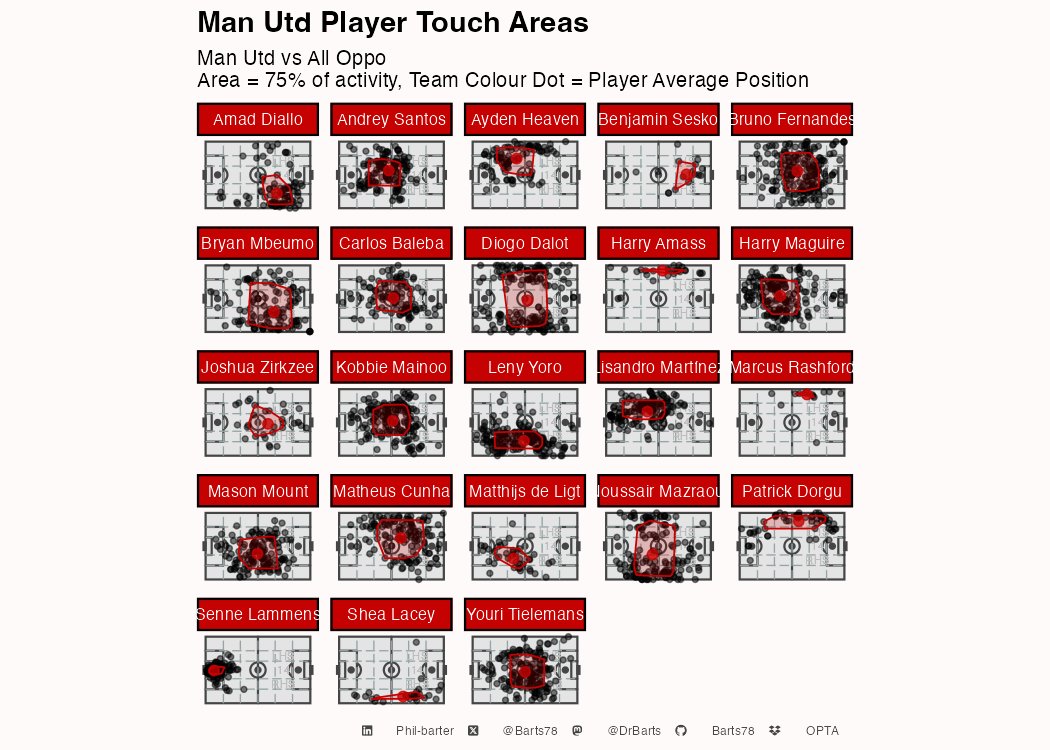 Man Utd Player Touch Areas
Man Utd vs All Oppo
Area = 75% of activity, Team Colour Dot = Player Average Position
Amad Diallo Andrey Santos Ayden Heaven Benjamin Sesko Bruno Fernandes
Bryan Mbeumo Carlos Baleba Diogo Dalot Harry Amass Harry Maguire
Joshua Zirkzee Kobbie Mainoo Leny Yoro Lisandro Martínez Marcus Rashford
Mason Mount Matheus Cunha Matthijs de Ligt Noussair Mazraoui Patrick Dorgu
Senne Lammens Shea Lacey Youri Tielemans
Phil-barter @Barts78 @DrBarts Barts78 OPTA